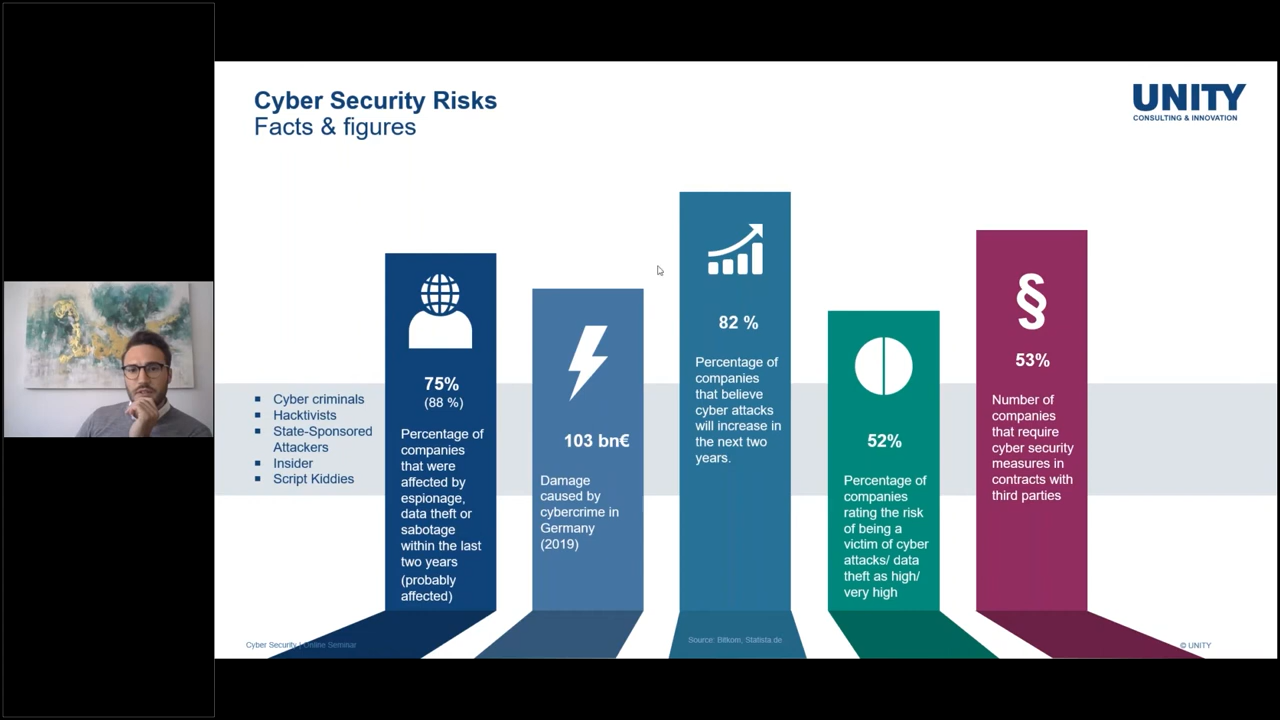 Cyber Security Risks
Facts & figures
UNITY
CONSULTING & INNOVATION
Cyber criminals
Hacktivists
State-Sponsored
Attackers
Insider
Script Kiddies
75%
(88 %)
Percentage of
companies
that were
affected by
espionage,
data theft or
sabotage
within the last
two years
(probably
affected)
103 bn€
Damage
caused by
cybercrime in
Germany
(2019)
82 %
Percentage of
companies
that believe
cyber attacks
will increase in
the next two
years.
52%
Percentage of
companies
rating the risk
of being a
victim of cyber
attacks/ data
theft as high/
very high
§
53%
Number of
companies
that require
cyber security
measures in
contracts with
third parties
Cyber Security | Online Seminar
Source: Bitkom, Statista.de
© UNITY